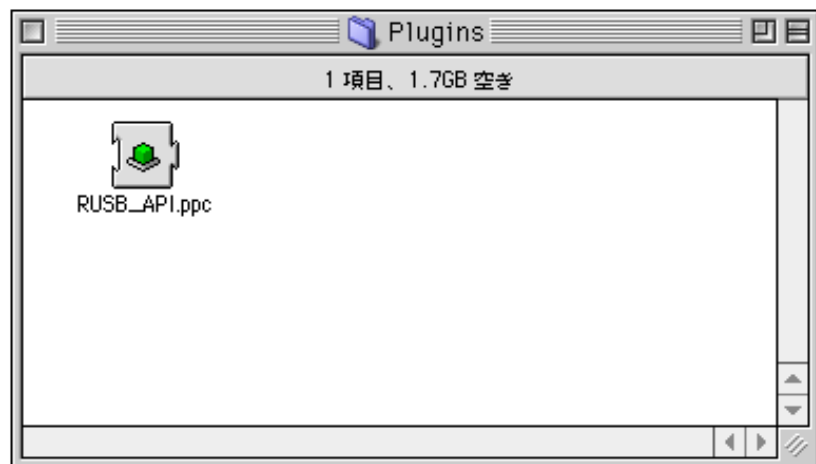 Plugins
1 項目、1.7GB 空き
RUSB_API.ppc